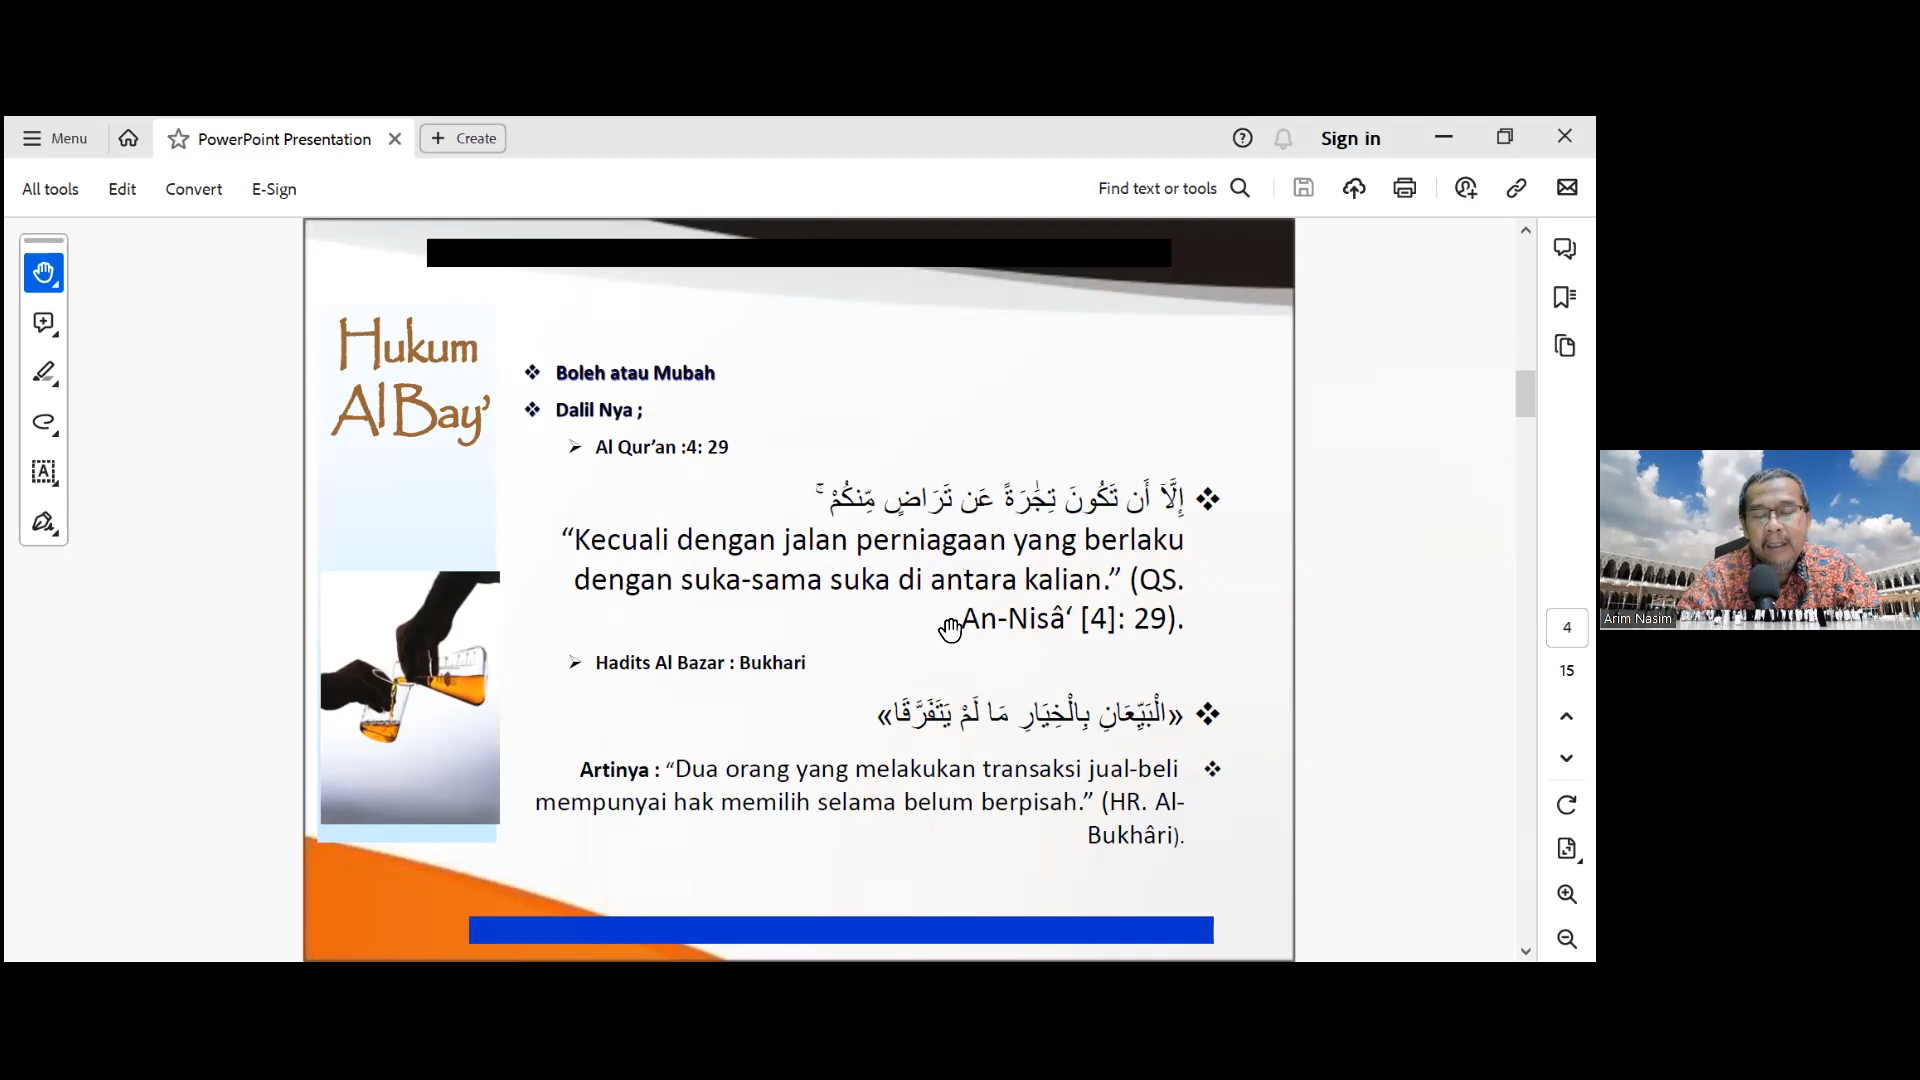 Menu
PowerPoint Presentation
Create
Sign in
All tools
Edit
Convert
E-Sign
Find text or tools
Hukum
Al Bay’
Boleh atau Mubah
Dalil Nya ;
Al Qur’an :4: 29
إِلَّآ أَن تَكُونَ تِجَٰرَةً عَن تَرَاضٍ مِّنكُمْ ۚ
“Kecuali dengan jalan perniagaan yang berlaku
dengan suka-sama suka di antara kalian.” (QS.
An-Nisâ‘ [4]: 29).
Hadits Al Bazar : Bukhari
«الْبَيِّعَانِ بِالْخِيَارِ مَا لَمْ يَتَفَرَّقَا»
Artinya : “Dua orang yang melakukan transaksi jual-beli
mempunyai hak memilih selama belum berpisah.” (HR. Al-
Bukhâri).
4
15
Arim Nasim